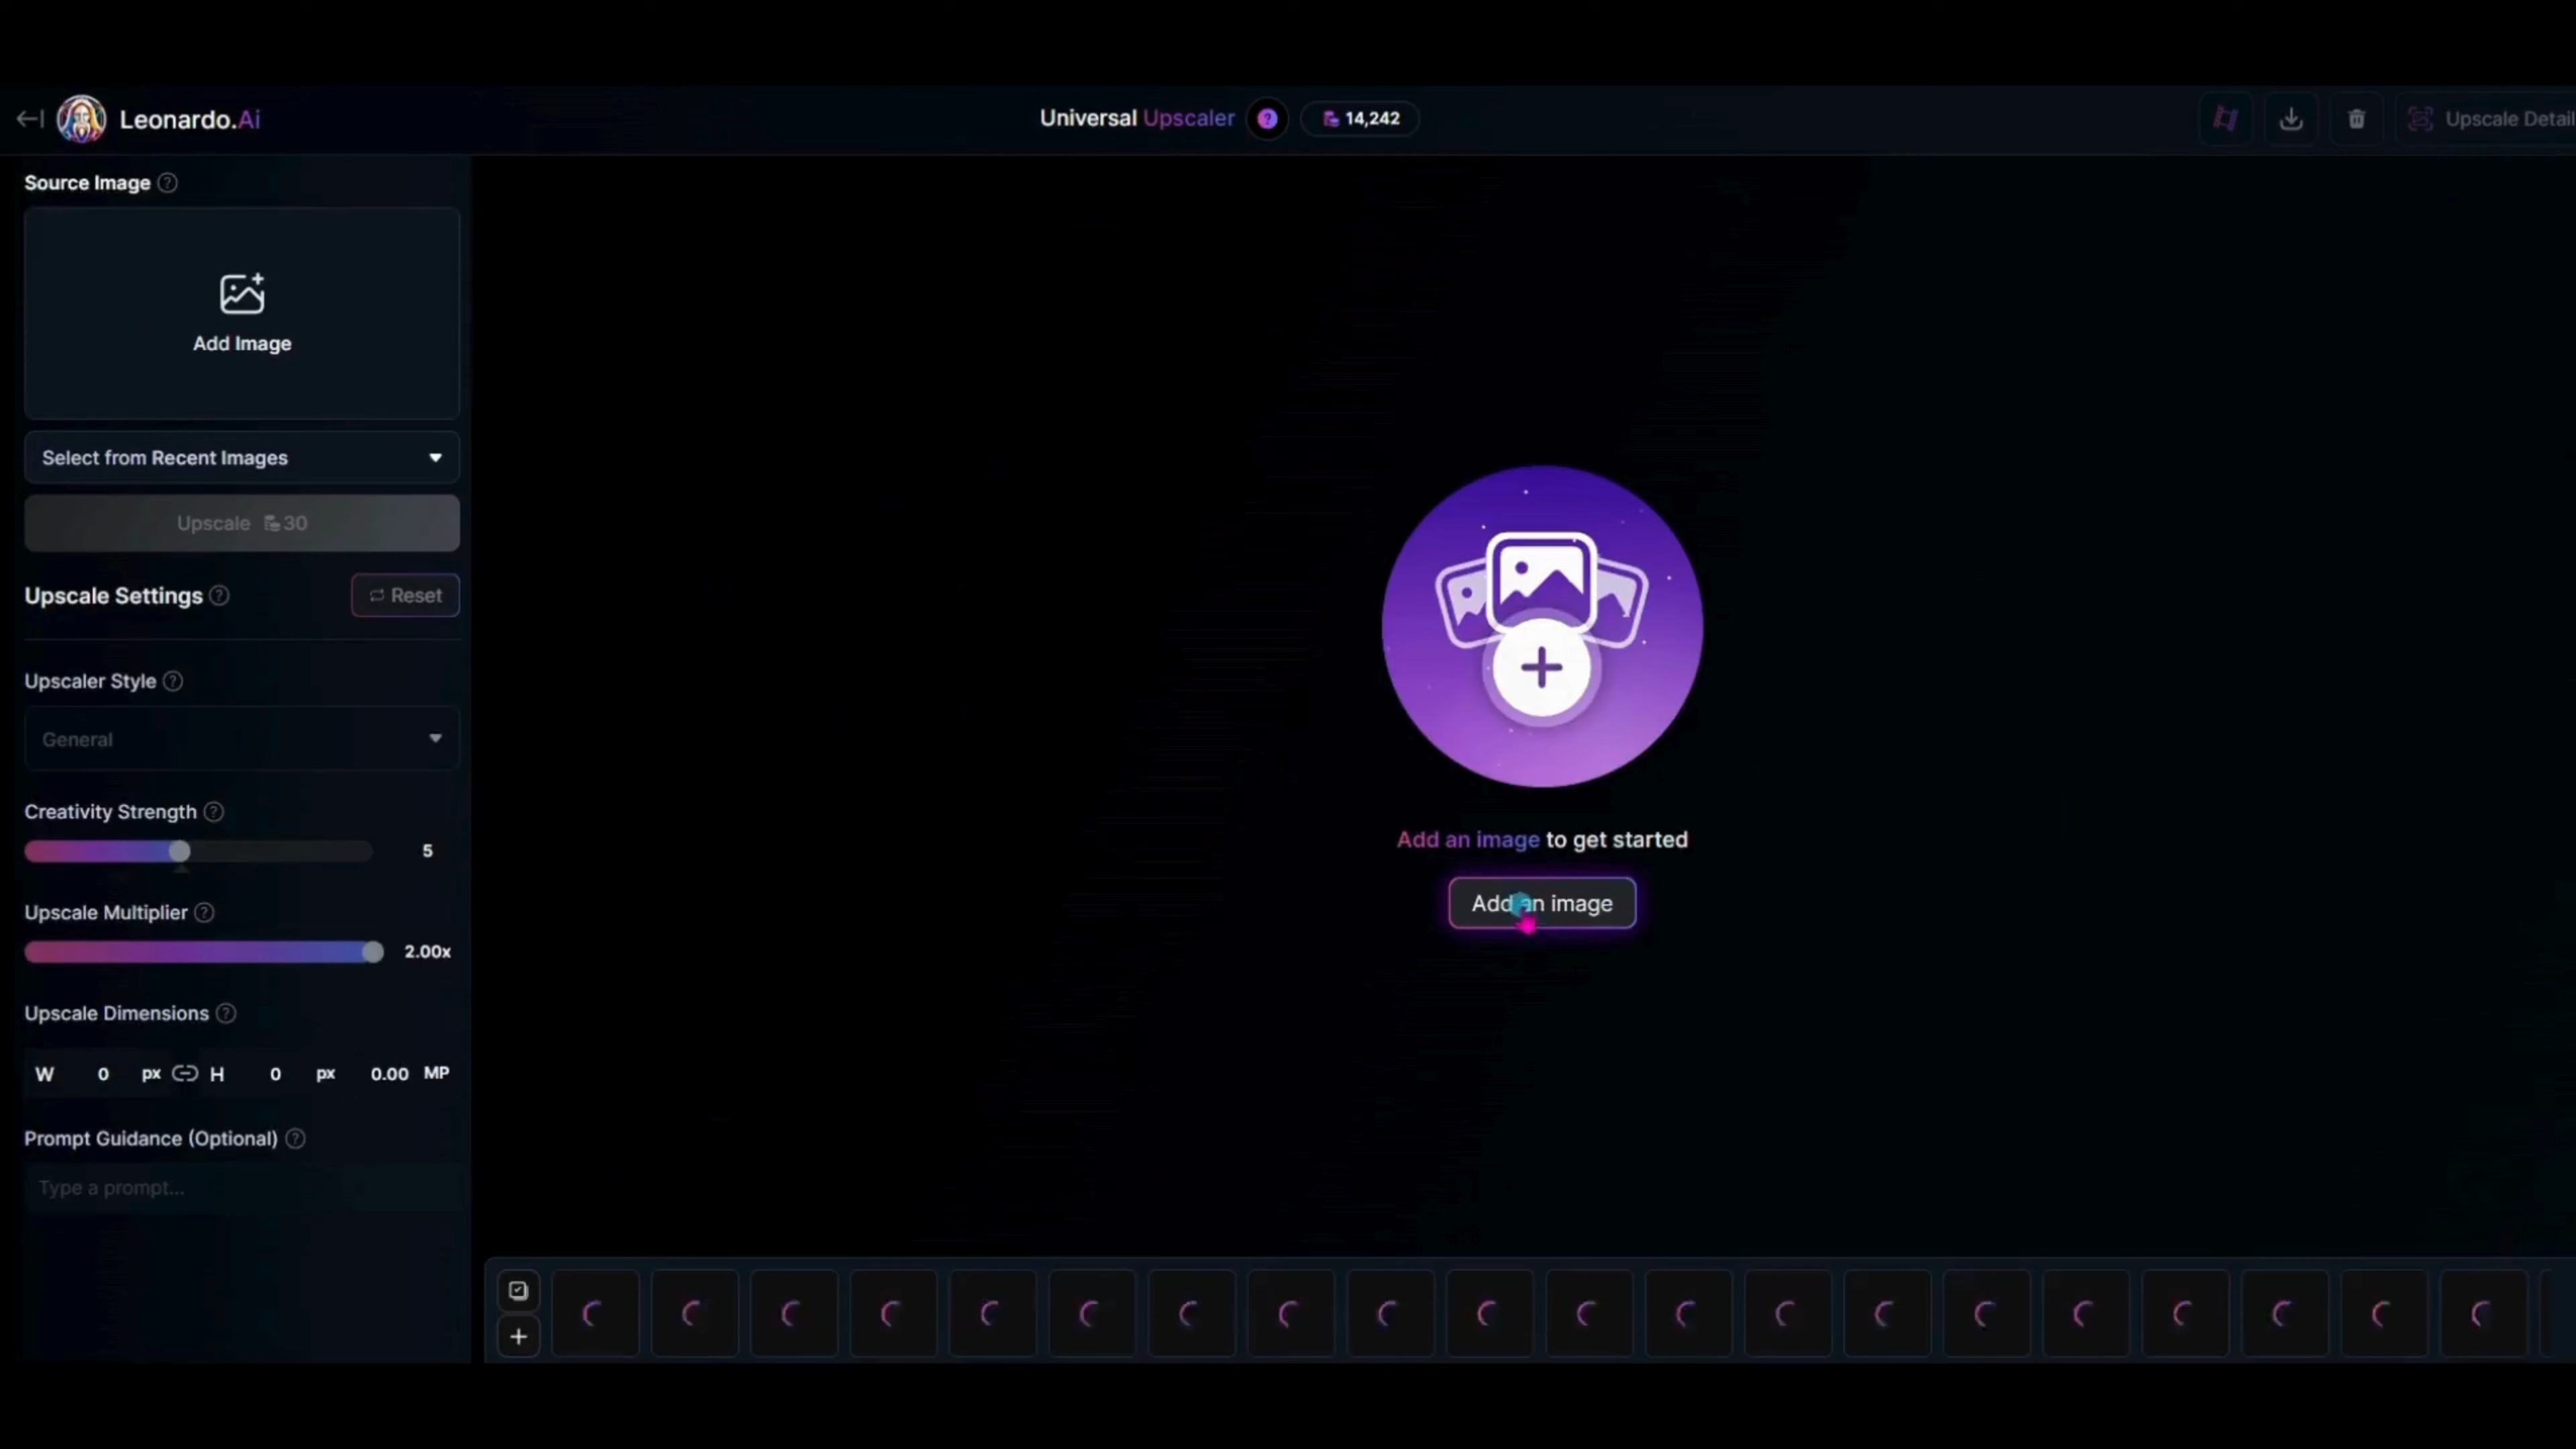 Leonardo.Ai
Universal Upscaler ? 14,242
Upscale Detail
Source Image ?
Add Image
Select from Recent Images
Upscale 30
Upscale Settings ?
Reset
Upscaler Style ?
General
Creativity Strength ?
5
Upscale Multiplier ?
2.00x
Upscale Dimensions ?
W 0 px H 0 px 0.00 MP
Prompt Guidance (Optional) ?
Type a prompt...
Add an image to get started
Add an image